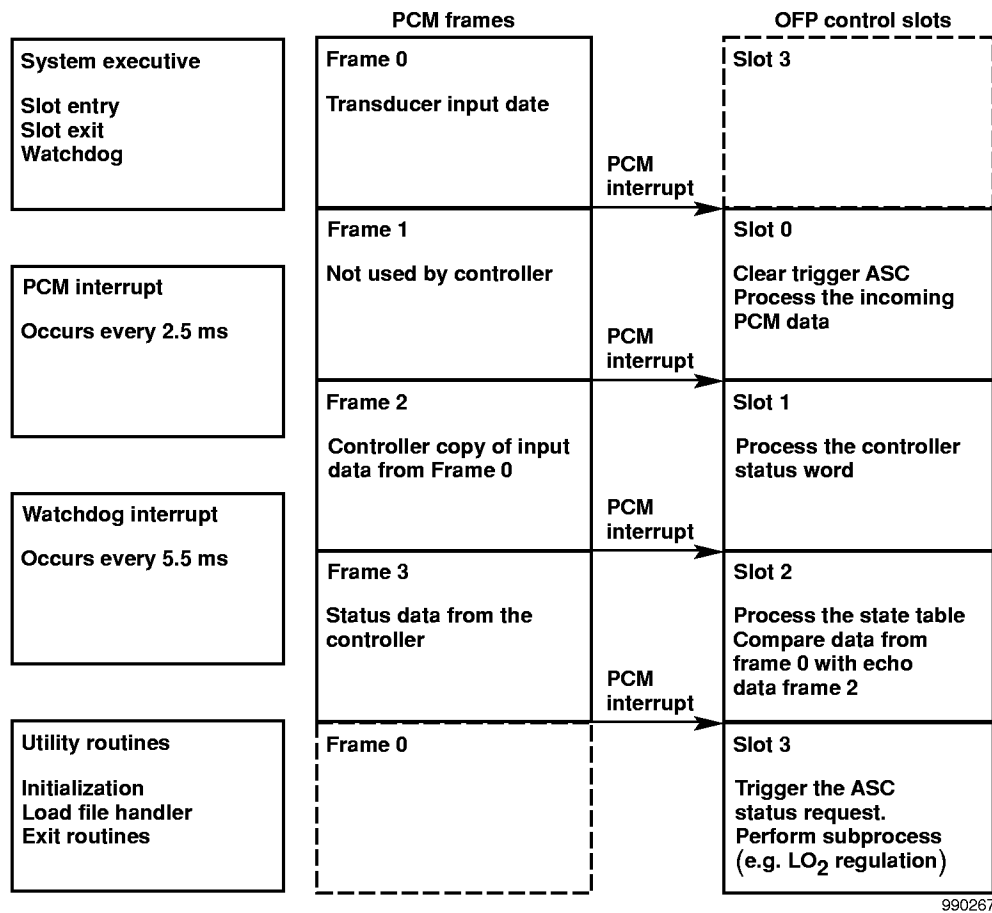 PCM frames
OFP control slots
System executive
Slot entry
Slot exit
Watchdog
PCM interrupt
Occurs every 2.5 ms
Watchdog interrupt
Occurs every 5.5 ms
Utility routines
Initialization
Load file handler
Exit routines
Frame 0
Transducer input date
PCM
interrupt
Frame 1
Not used by controller
PCM
interrupt
Frame 2
Controller copy of input
data from Frame 0
PCM
interrupt
Frame 3
Status data from the
controller
PCM
interrupt
Frame 0
Slot 3
Slot 0
Clear trigger ASC
Process the incoming
PCM data
Slot 1
Process the controller
status word
Slot 2
Process the state table
Compare data from
frame 0 with echo
data frame 2
Slot 3
Trigger the ASC
status request.
Perform subprocess
(e.g. LO2 regulation)
990267